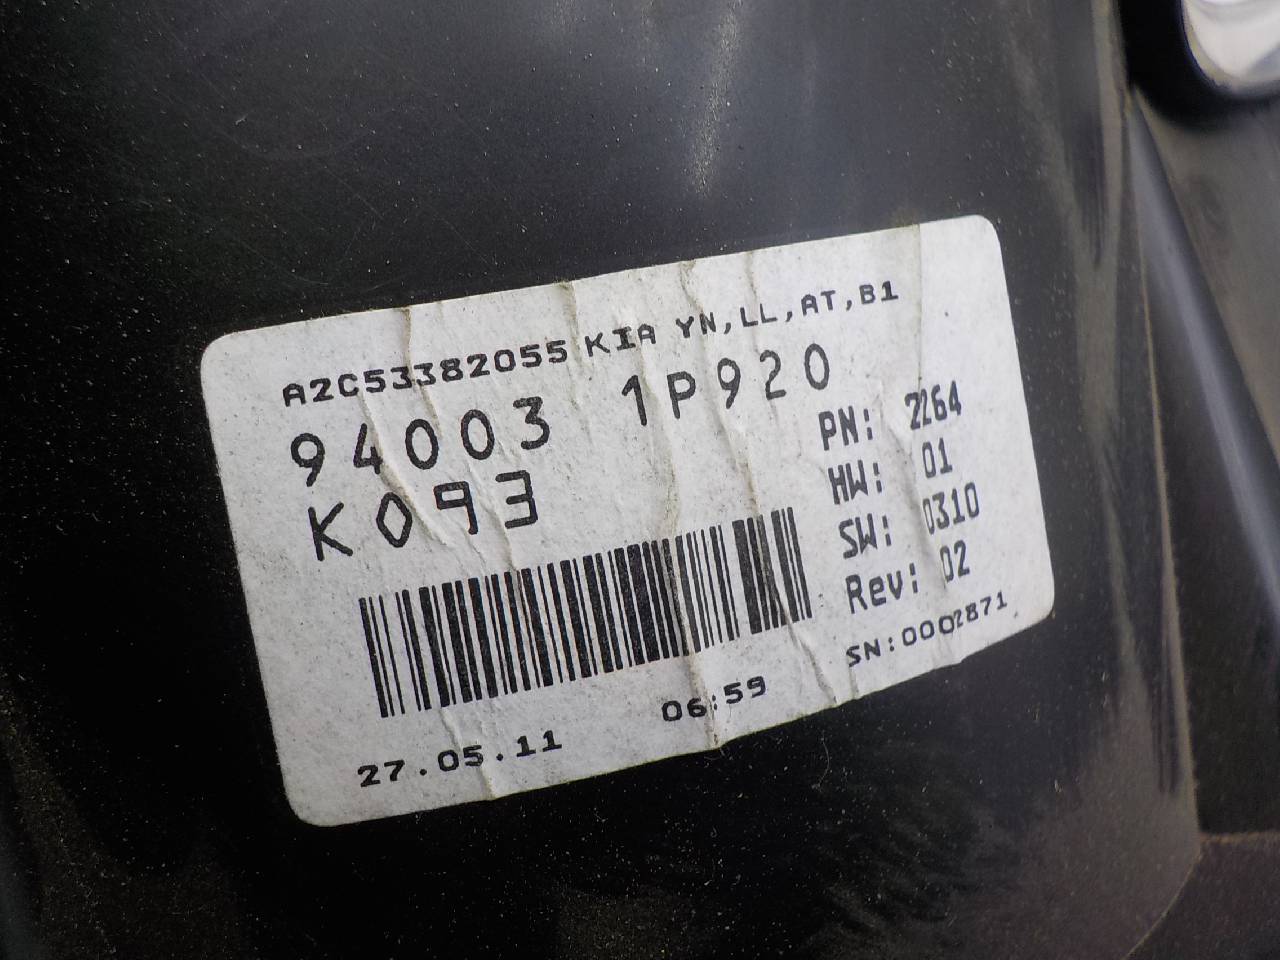 A2C53382055 KIA YN,LL,AT,B1
94003 1P920
K093
PN: 2264
HW: 01
SW: 0310
Rev: 02
SN:0002871
27.05.11 06:59